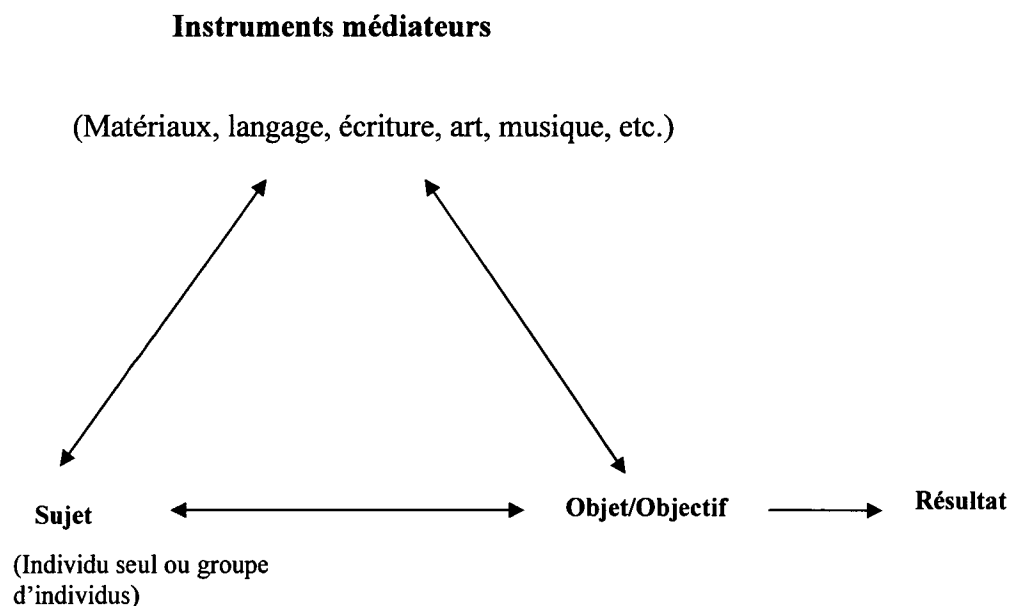 Instruments médiateurs
(Matériaux, langage, écriture, art, musique, etc.)
Sujet
Objet/Objectif
Résultat
(Individu seul ou groupe
d'individus)